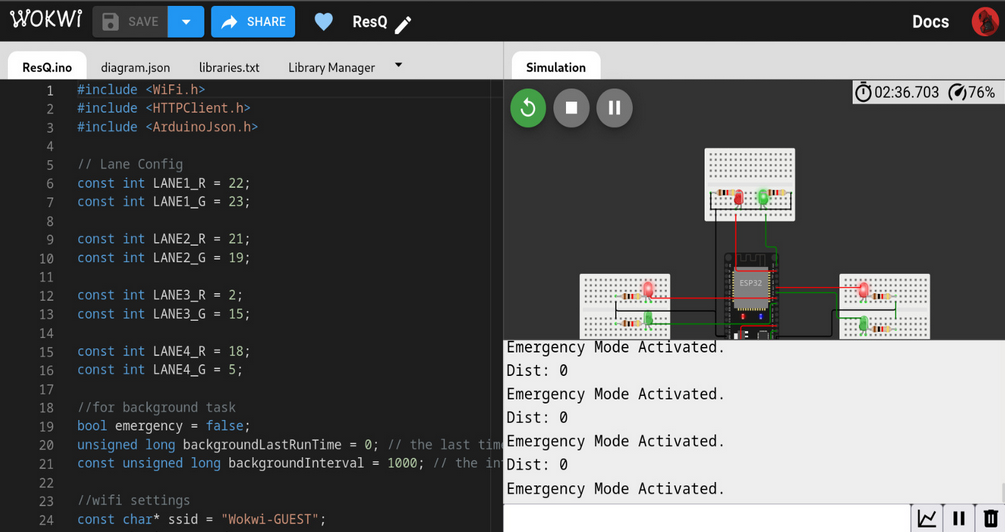 WOKWI SAVE SHARE ResQ Docs
ResQ.ino diagram.json libraries.txt Library Manager
Simulation
02:36.703 76%
1 #include <WiFi.h>
2 #include <HTTPClient.h>
3 #include <ArduinoJson.h>
4
5 // Lane Config
6 const int LANE1_R = 22;
7 const int LANE1_G = 23;
8
9 const int LANE2_R = 21;
10 const int LANE2_G = 19;
11
12 const int LANE3_R = 2;
13 const int LANE3_G = 15;
14
15 const int LANE4_R = 18;
16 const int LANE4_G = 5;
17
18 //for background task
19 bool emergency = false;
20 unsigned long backgroundLastRunTime = 0; // the last tim
21 const unsigned long backgroundInterval = 1000; // the in
22
23 //wifi settings
24 const char* ssid = "Wokwi-GUEST";
ESP32
Emergency Mode Activated.
Dist: 0
Emergency Mode Activated.
Dist: 0
Emergency Mode Activated.
Dist: 0
Emergency Mode Activated.